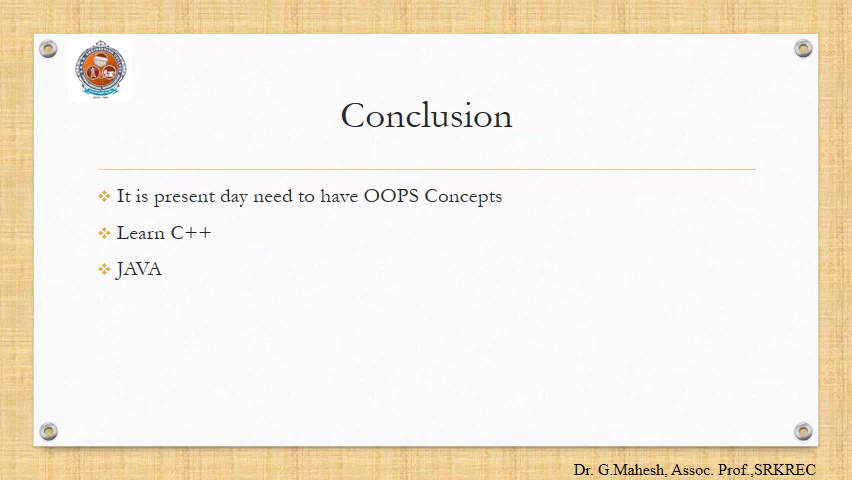 Conclusion
It is present day need to have OOPS Concepts
Learn C++
JAVA
Dr. G.Mahesh, Assoc. Prof.,SRKREC